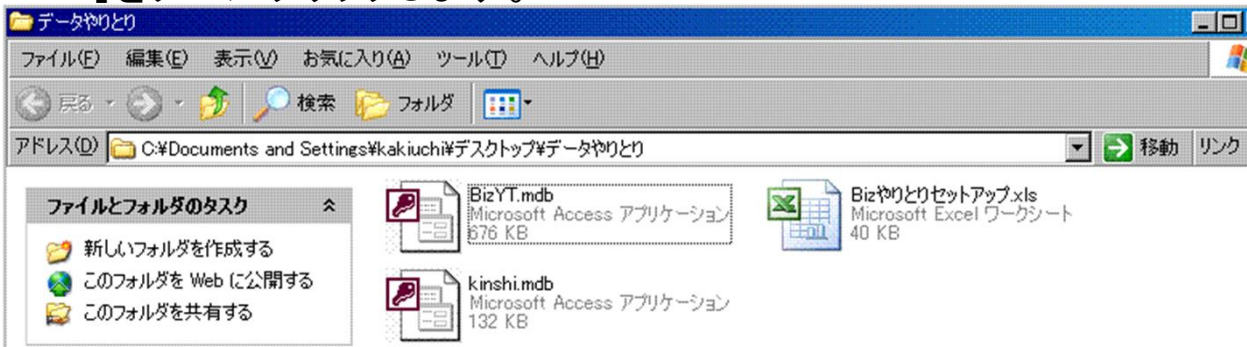 データやりとり
ファイル(F) 編集(E) 表示(V) お気に入り(A) ツール(T) ヘルプ(H)
戻る 検索 フォルダ
アドレス(D) C:¥Documents and Settings¥kakiuchi¥デスクトップ¥データやりとり 移動 リンク
ファイルとフォルダのタスク
新しいフォルダを作成する
このフォルダを Web に公開する
このフォルダを共有する
BizYT.mdb
Microsoft Access アプリケーション
676 KB
Bizやりとりセットアップ.xls
Microsoft Excel ワークシート
40 KB
kinshi.mdb
Microsoft Access アプリケーション
132 KB